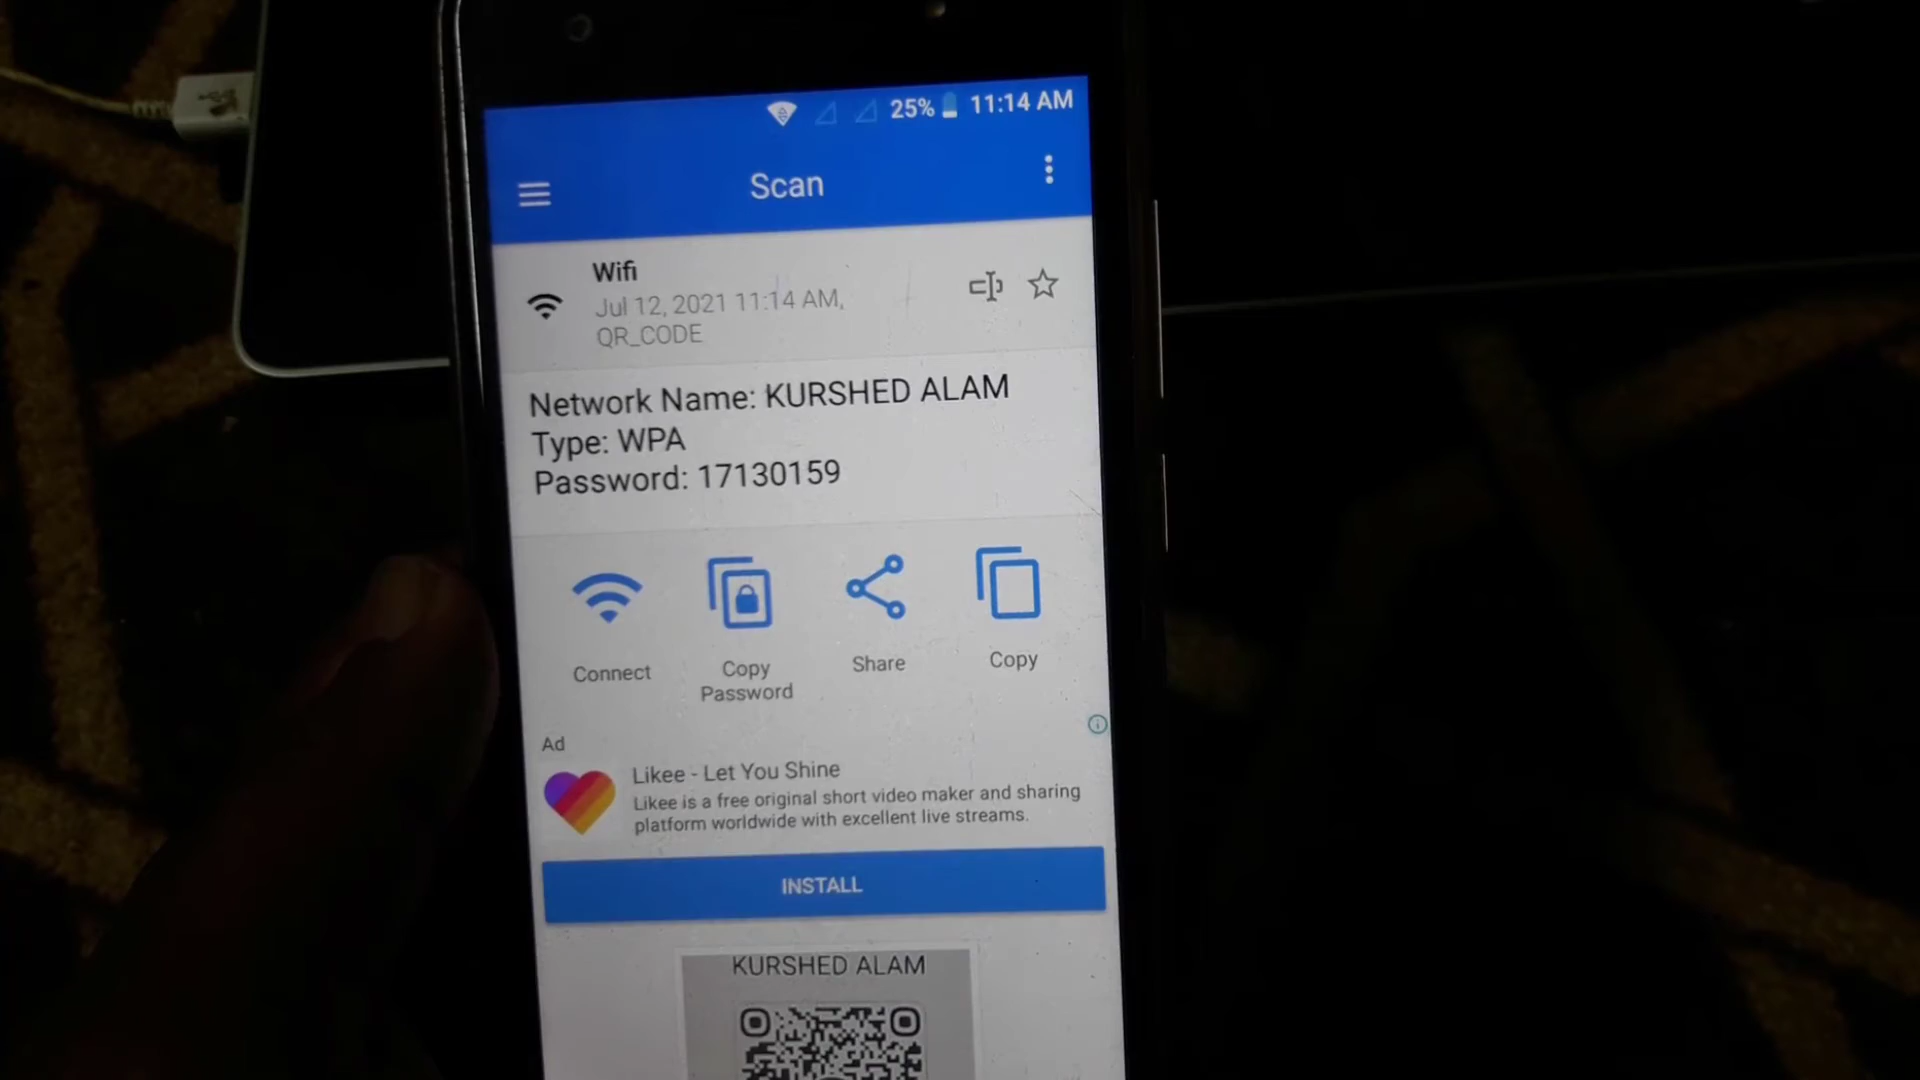 25% 11:14 AM
Scan
Wifi
Jul 12, 2021 11:14 AM,
QR_CODE
Network Name: KURSHED ALAM
Type: WPA
Password: 17130159
Connect
Copy
Password
Share
Copy
Ad
Likee - Let You Shine
Likee is a free original short video maker and sharing
platform worldwide with excellent live streams.
INSTALL
KURSHED ALAM